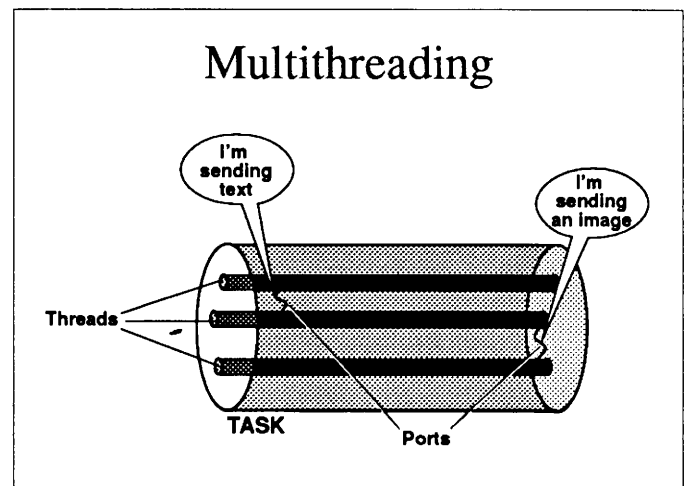 Multithreading
I'm
sending
text
I'm
sending
an image
Threads
TASK
Ports